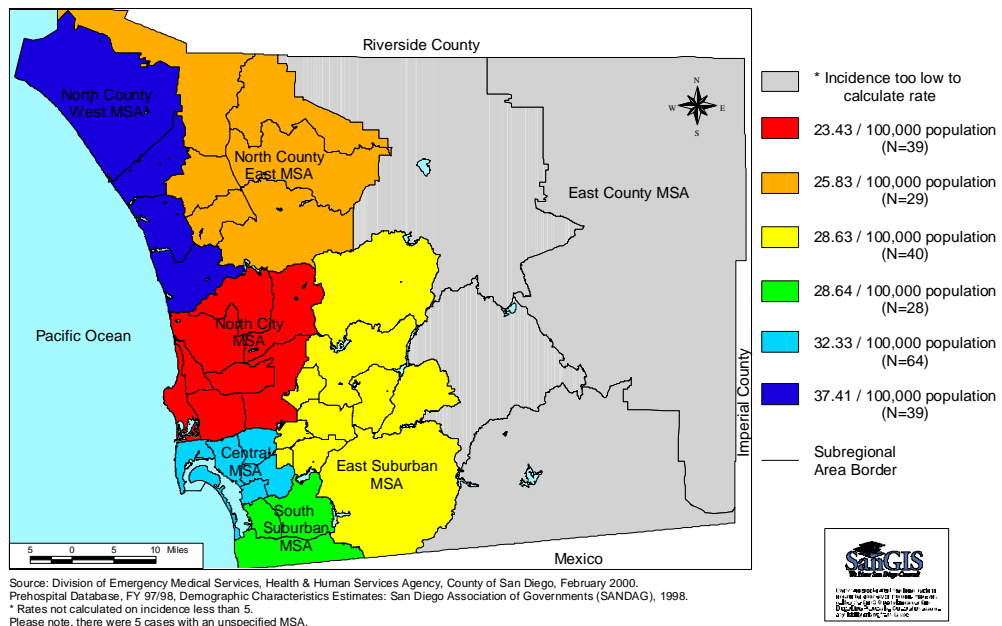 Riverside County
North County
West MSA
North County
East MSA
East County MSA
Pacific Ocean
North City
MSA
Central
MSA
East Suburban
MSA
South
Suburban
MSA
Mexico
Imperial County
N
W
E
S
* Incidence too low to
calculate rate
23.43 / 100,000 population
(N=39)
25.83 / 100,000 population
(N=29)
28.63 / 100,000 population
(N=40)
28.64 / 100,000 population
(N=28)
32.33 / 100,000 population
(N=64)
37.41 / 100,000 population
(N=39)
Subregional
Area Border
5 0 5 10 Miles
SanGIS
We Have San Diego Covered!
Source: Division of Emergency Medical Services, Health & Human Services Agency, County of San Diego, February 2000.
Prehospital Database, FY 97/98, Demographic Characteristics Estimates: San Diego Association of Governments (SANDAG), 1998.
* Rates not calculated on incidence less than 5.
Please note, there were 5 cases with an unspecified MSA.